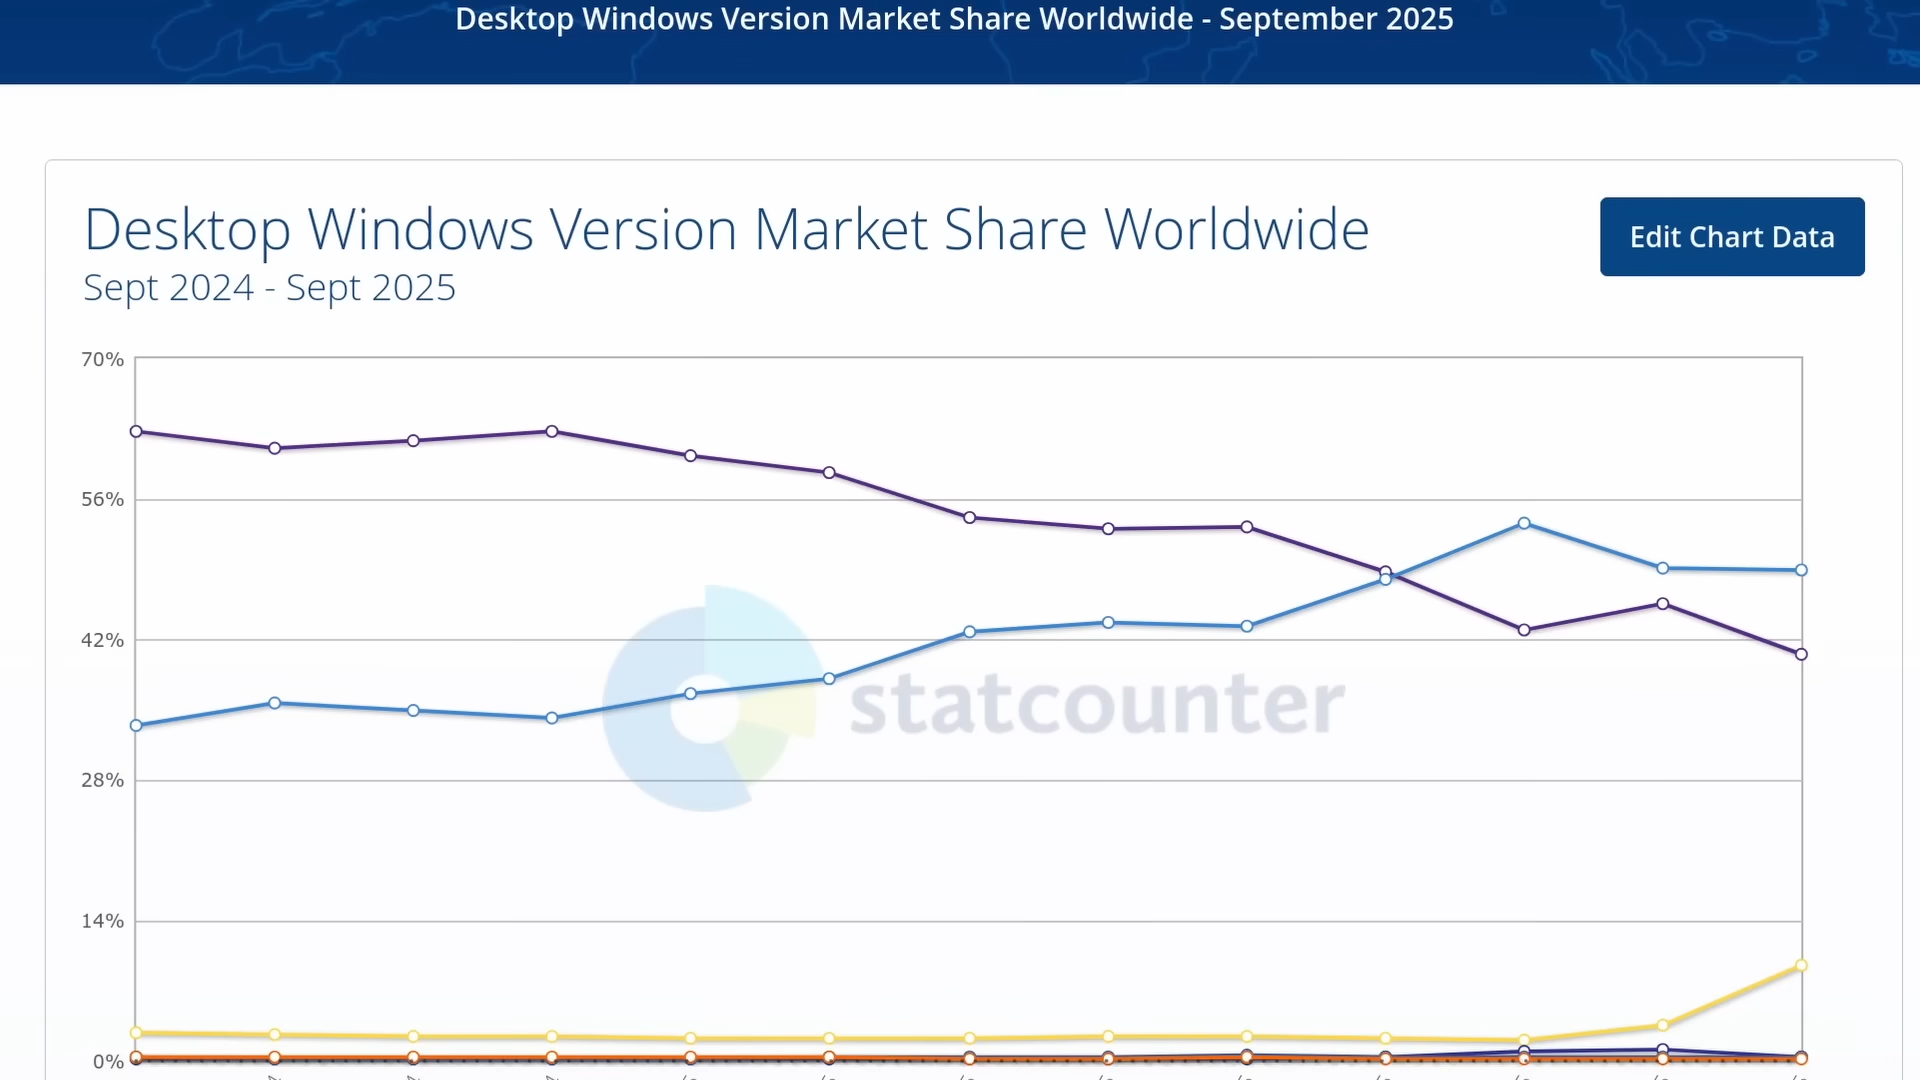 Desktop Windows Version Market Share Worldwide - September 2025
Desktop Windows Version Market Share Worldwide
Edit Chart Data
Sept 2024 - Sept 2025
70%
56%
42%
statcounter
28%
14%
0%